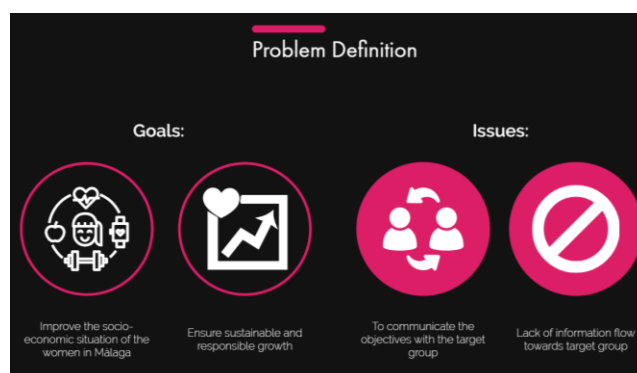 Problem Definition
Goals:
Issues:
Improve the socio-
economic situation of the
women in Málaga
Ensure sustainable and
responsible growth
To communicate the
objectives with the target
group
Lack of information flow
towards target group